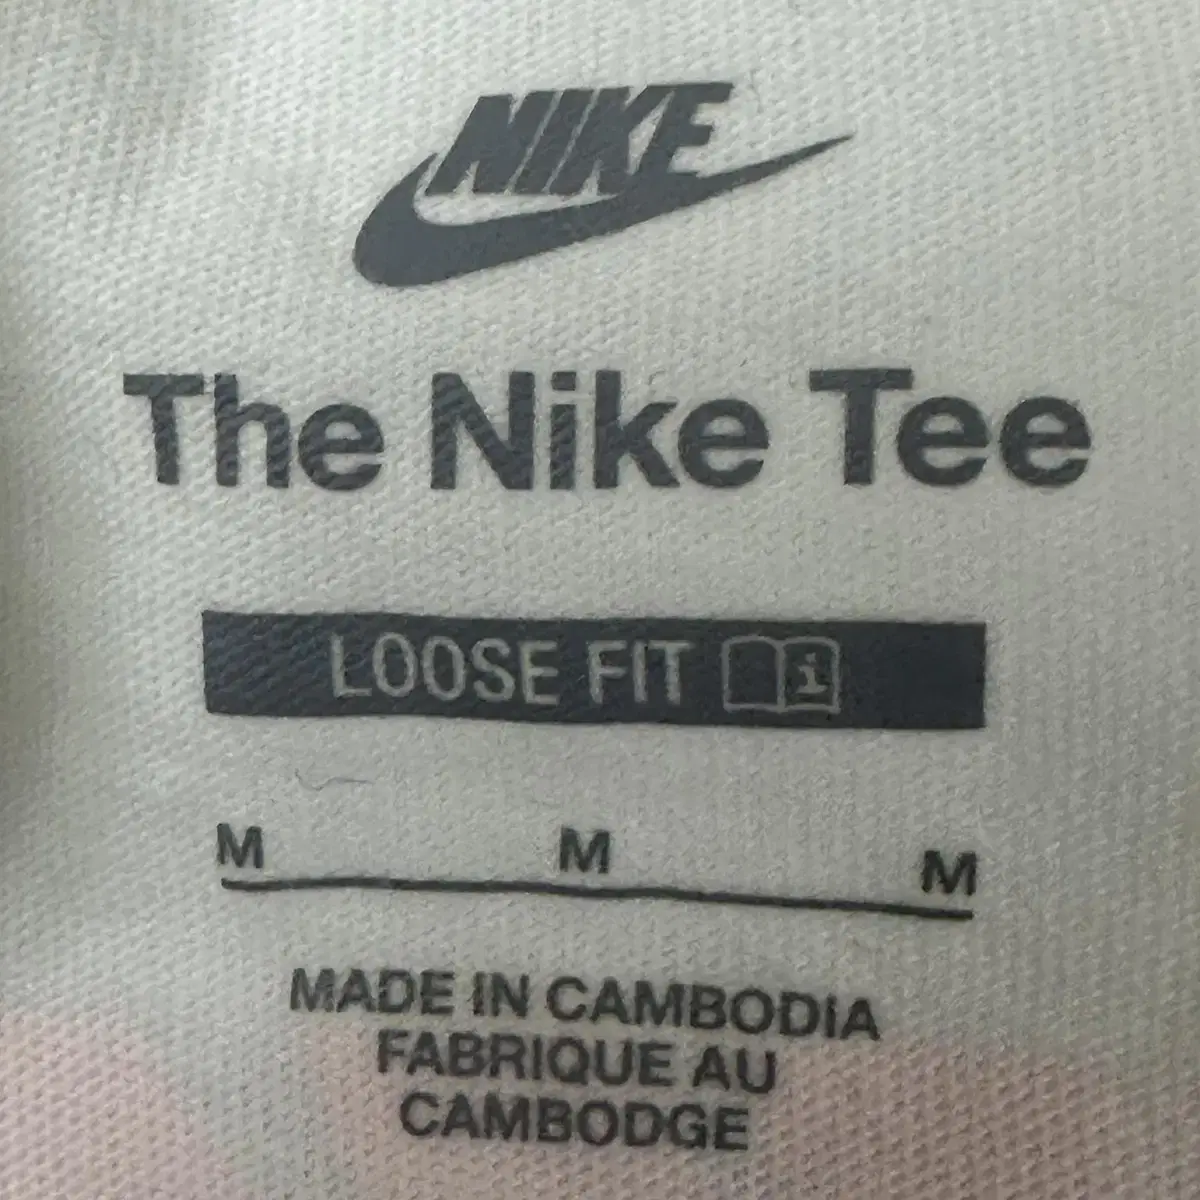 NIKE
The Nike Tee
LOOSE FIT i
M M M
MADE IN CAMBODIA
FABRIQUE AU
CAMBODGE